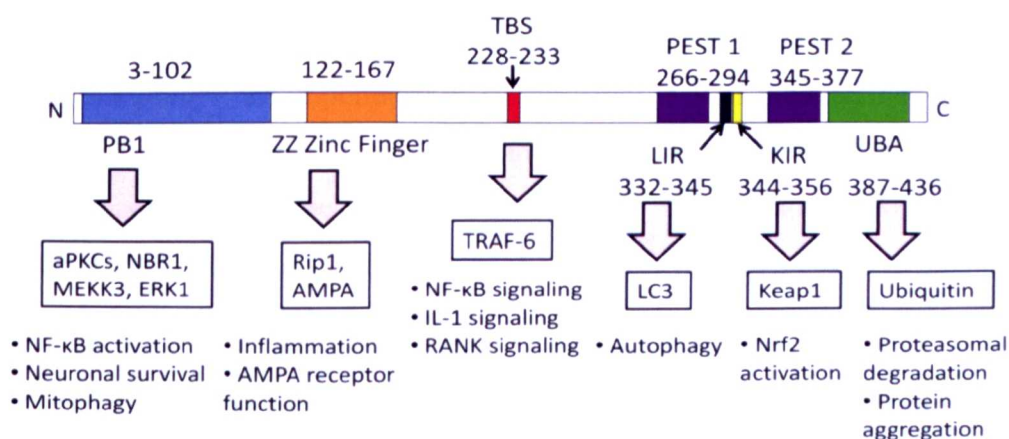 TBS
228-233
PEST 1
PEST 2
3-102
122-167
266-294
345-377
N
C
PB1
ZZ Zinc Finger
LIR
332-345
KIR
344-356
UBA
387-436
aPKCs, NBR1,
MEKK3, ERK1
Rip1,
AMPA
TRAF-6
LC3
Keap1
Ubiquitin
• NF-κB activation
• Neuronal survival
• Mitophagy
• Inflammation
• AMPA receptor
function
• NF-κB signaling
• IL-1 signaling
• RANK signaling
• Autophagy
• Nrf2
activation
• Proteasomal
degradation
• Protein
aggregation